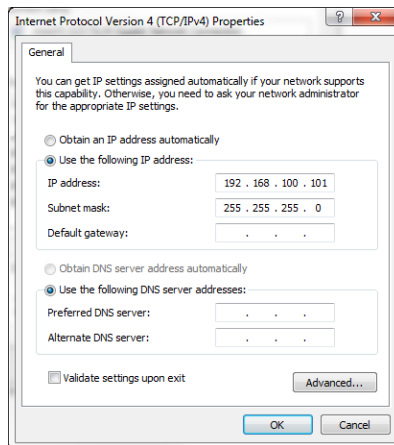 Internet Protocol Version 4 (TCP/IPv4) Properties
General
You can get IP settings assigned automatically if your network supports
this capability. Otherwise, you need to ask your network administrator
for the appropriate IP settings.
Obtain an IP address automatically
Use the following IP address:
IP address: 192 . 168 . 100 . 101
Subnet mask: 255 . 255 . 255 . 0
Default gateway: . . .
Obtain DNS server address automatically
Use the following DNS server addresses:
Preferred DNS server: . . .
Alternate DNS server: . . .
Validate settings upon exit
Advanced...
OK Cancel